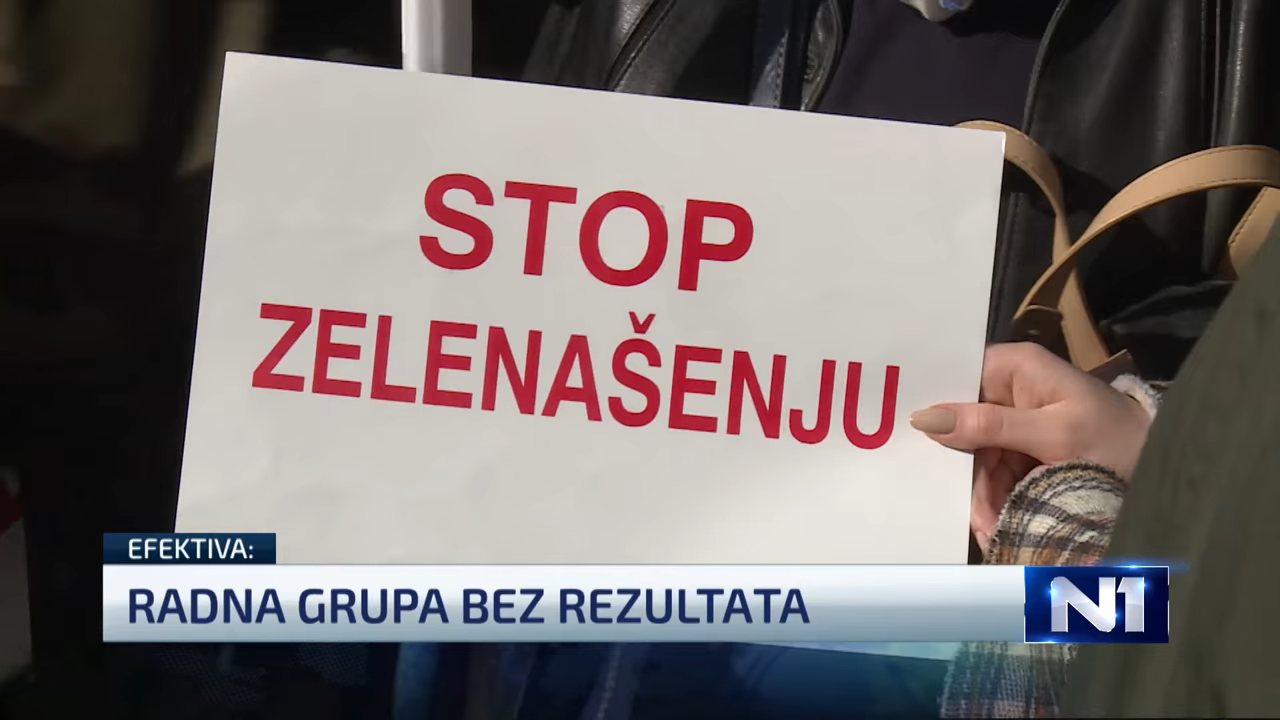 STOP
ZELENAŠENJU
EFEKTIVA:
RADNA GRUPA BEZ REZULTATA
N1